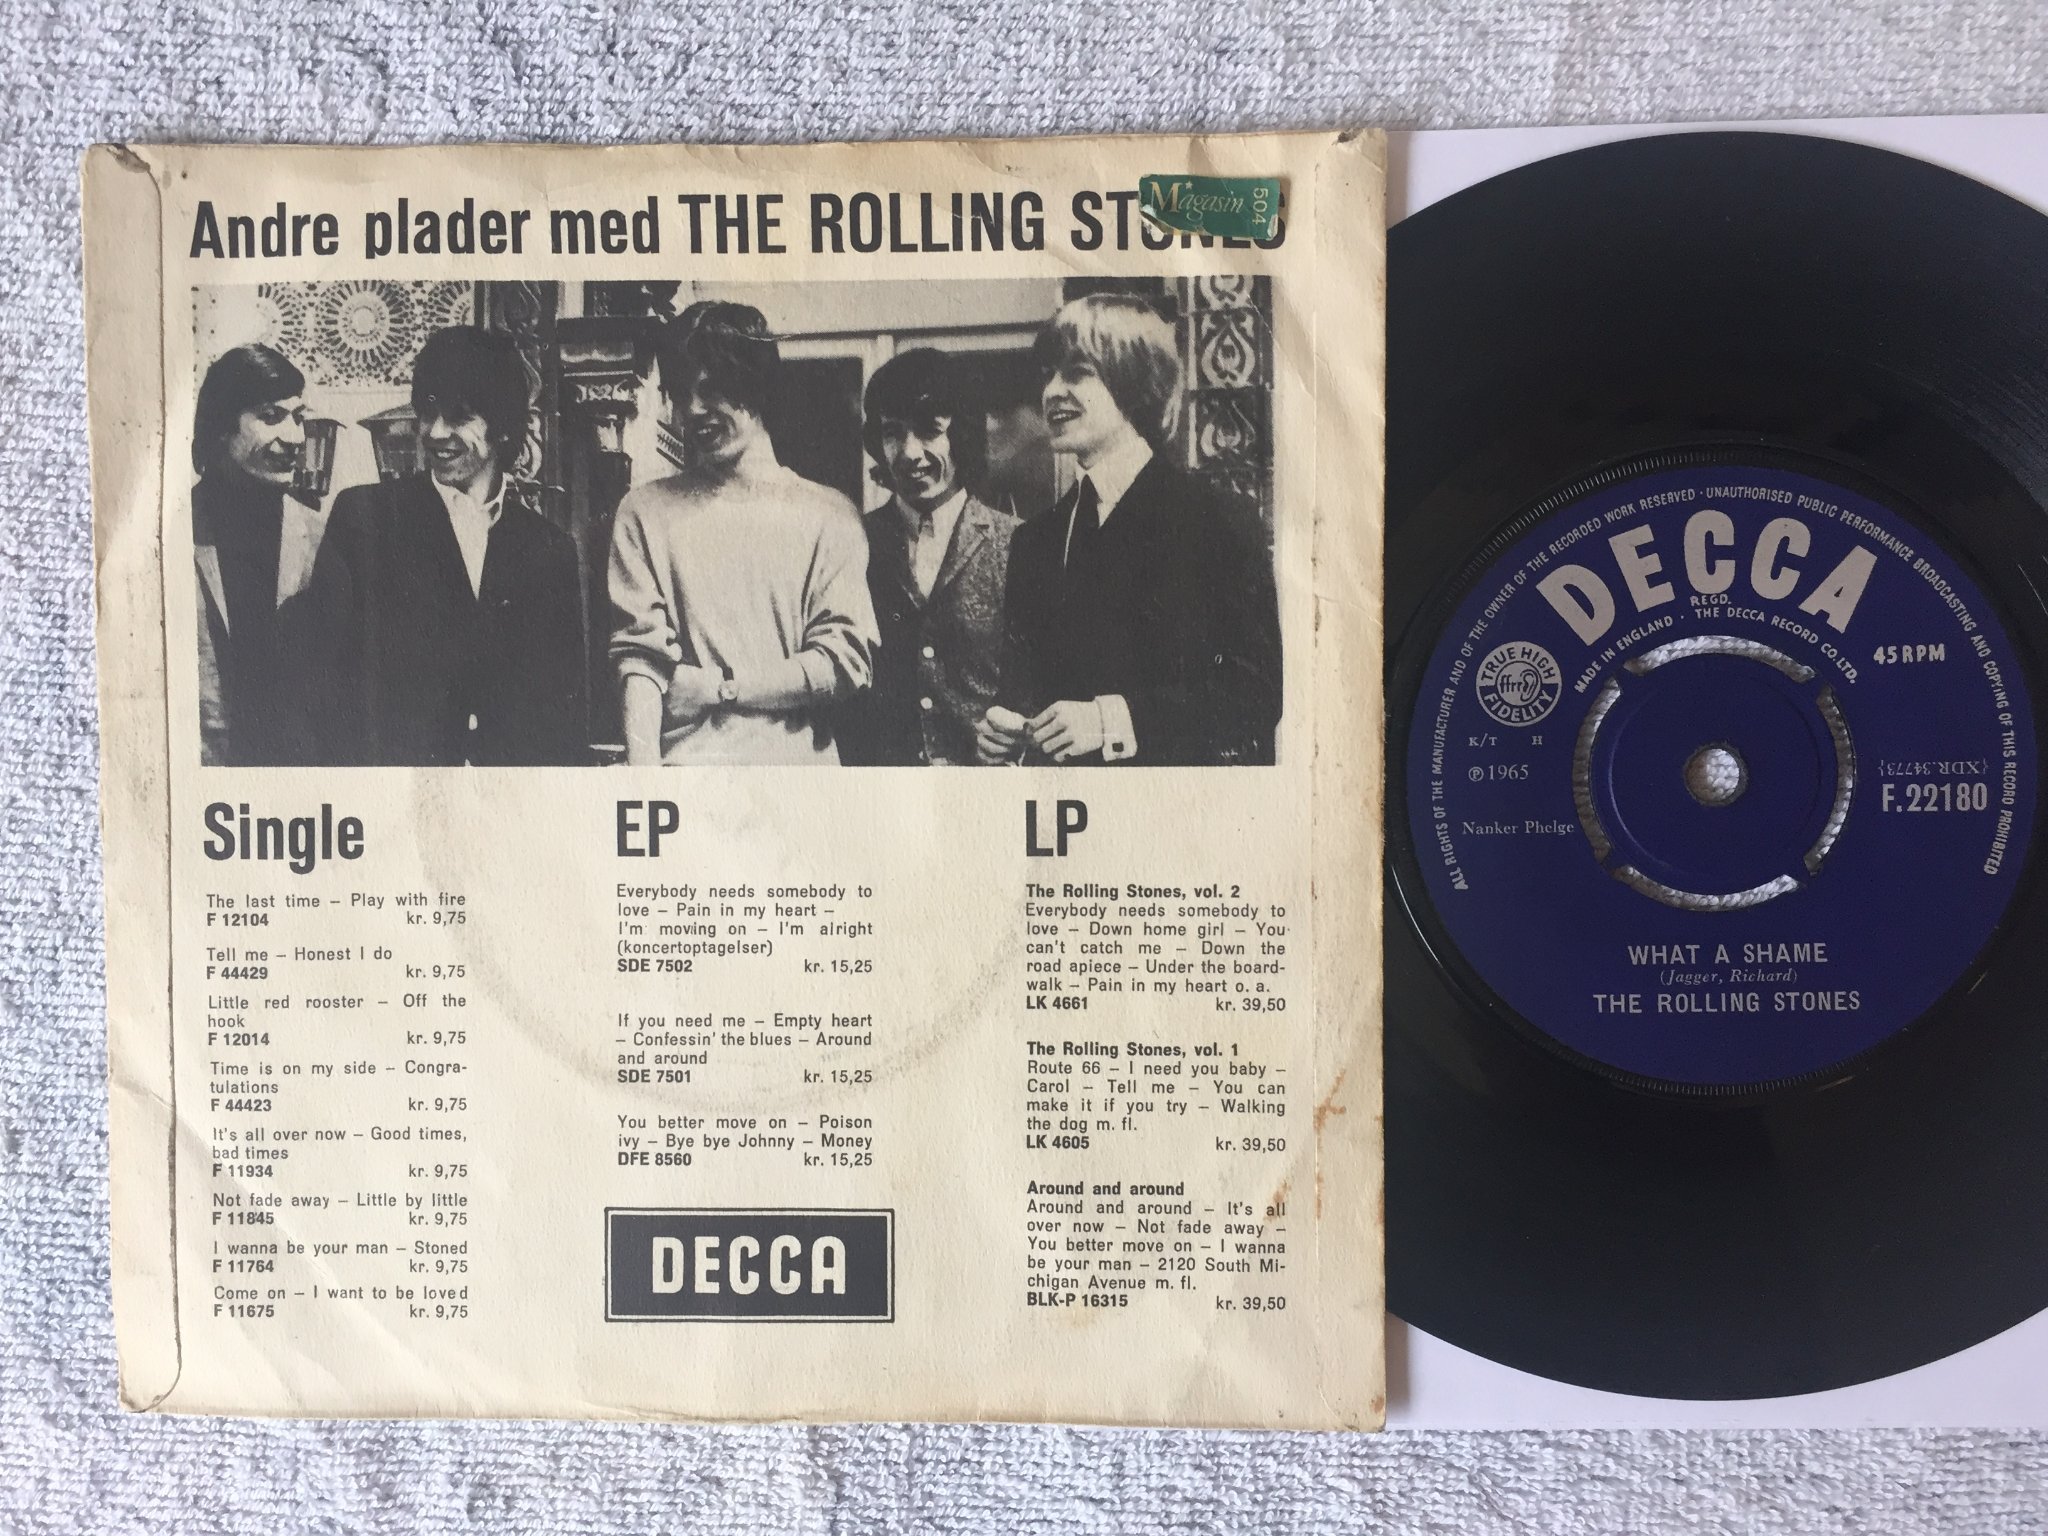 Andre plader med THE ROLLING STONES
Magasin
504
Single
The last time – Play with fire
F 12104 kr. 9,75
Tell me – Honest I do
F 44429 kr. 9,75
Little red rooster – Off the
hook
F 12014 kr. 9,75
Time is on my side – Congra-
tulations
F 44423 kr. 9,75
It's all over now – Good times,
bad times
F 11934 kr. 9,75
Not fade away – Little by little
F 11845 kr. 9,75
I wanna be your man – Stoned
F 11764 kr. 9,75
Come on – I want to be loved
F 11675 kr. 9,75
EP
Everybody needs somebody to
love – Pain in my heart –
I'm moving on – I'm alright
(koncertoptagelser)
SDE 7502 kr. 15,25
If you need me – Empty heart
– Confessin' the blues – Around
and around
SDE 7501 kr. 15,25
You better move on – Poison
ivy – Bye bye Johnny – Money
DFE 8560 kr. 15,25
DECCA
LP
The Rolling Stones, vol. 2
Everybody needs somebody to
love – Down home girl – You
can't catch me – Down the
road apiece – Under the board-
walk – Pain in my heart o. a.
LK 4661 kr. 39,50
The Rolling Stones, vol. 1
Route 66 – I need you baby –
Carol – Tell me – You can
make it if you try – Walking
the dog m. fl.
LK 4605 kr. 39,50
Around and around
Around and around – It's all
over now – Not fade away –
You better move on – I wanna
be your man – 2120 South Mi-
chigan Avenue m. fl.
BLK-P 16315 kr. 39,50
ALL RIGHTS OF THE MANUFACTURER AND OF THE OWNER OF THE RECORDED WORK RESERVED · UNAUTHORISED PUBLIC PERFORMANCE BROADCASTING AND COPYING OF THIS RECORD PROHIBITED
DECCA
REGD.
MADE IN ENGLAND · THE DECCA RECORD CO. LTD.
TRUE HIGH
ffrr
FIDELITY
45 RPM
K/T H
℗ 1965
(XDR.34773)
F.22180
Nanker Phelge
WHAT A SHAME
(Jagger, Richard)
THE ROLLING STONES